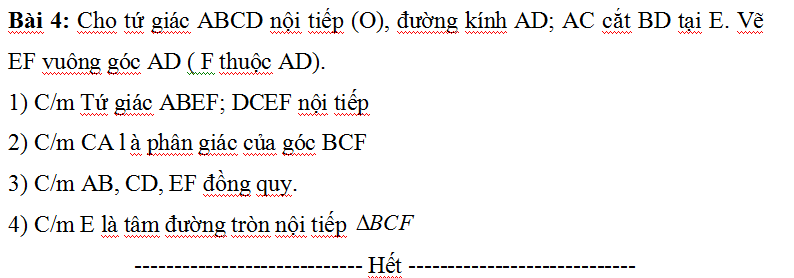 Bài 4: Cho tứ giác ABCD nội tiếp (O), đường kính AD; AC cắt BD tại E. Vẽ
EF vuông góc AD ( F thuộc AD).
1) C/m Tứ giác ABEF; DCEF nội tiếp
2) C/m CA l à phân giác của góc BCF
3) C/m AB, CD, EF đồng quy.
4) C/m E là tâm đường tròn nội tiếp ΔBCF
----------------------------- Hết -----------------------------